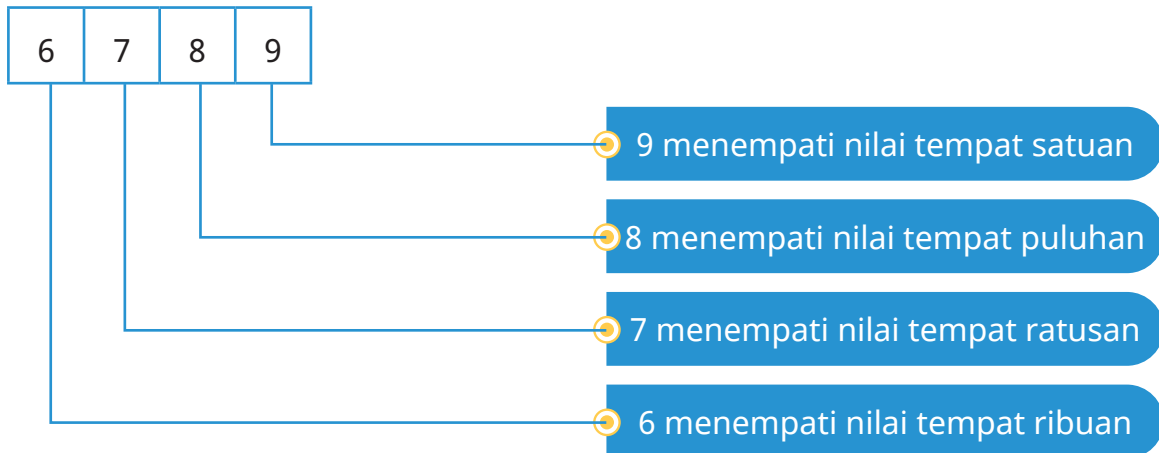 6 7 8 9
9 menempati nilai tempat satuan
8 menempati nilai tempat puluhan
7 menempati nilai tempat ratusan
6 menempati nilai tempat ribuan